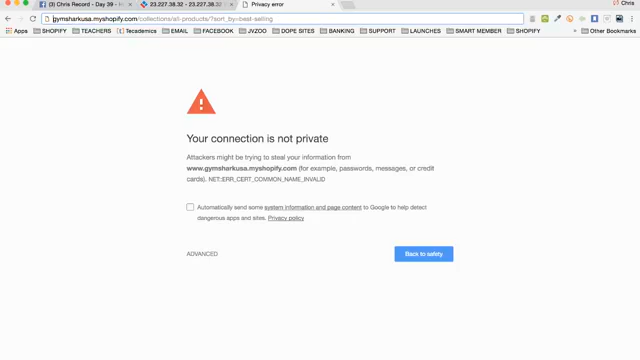 Chris Record - Day 39 - H
23.227.38.32 - 23.227.38.32
Privacy error
Chris
gymsharkusa.myshopify.com/collections/all-products/?sort_by=best-selling
Apps SHOPIFY TEACHERS Tecademics EMAIL FACEBOOK JVZOO DOPE SITES BANKING SUPPORT LAUNCHES SMART MEMBER SHOPIFY » Other Bookmarks
Your connection is not private
Attackers might be trying to steal your information from
www.gymsharkusa.myshopify.com (for example, passwords, messages, or credit
cards). NET::ERR_CERT_COMMON_NAME_INVALID
Automatically send some system information and page content to Google to help detect
dangerous apps and sites. Privacy policy
ADVANCED
Back to safety